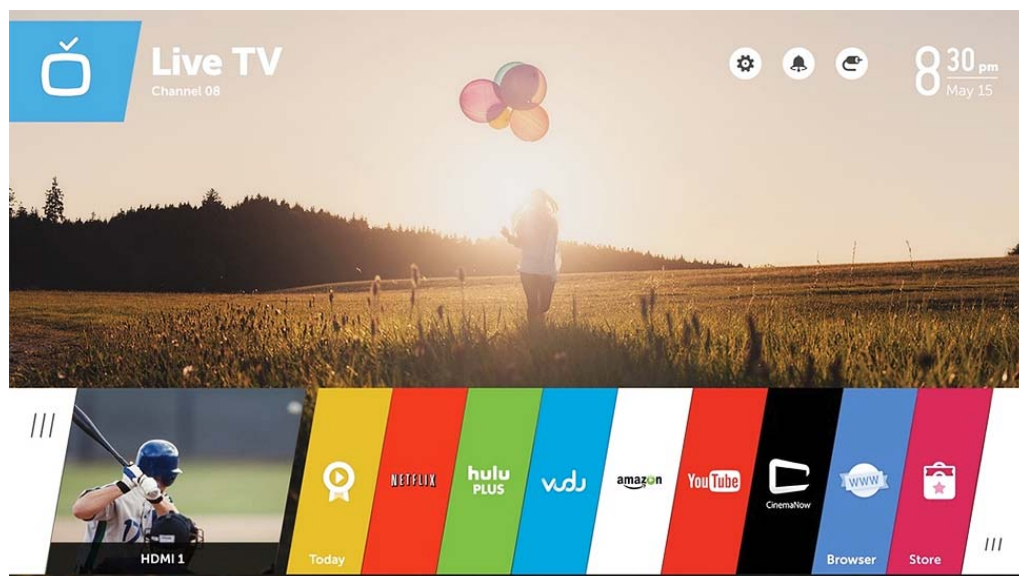 Live TV
Channel 08
8 30 pm
May 15
HDMI 1
Today
NETFLIX
hulu
PLUS
vudu
amazon
YouTube
CinemaNow
www
Browser
Store